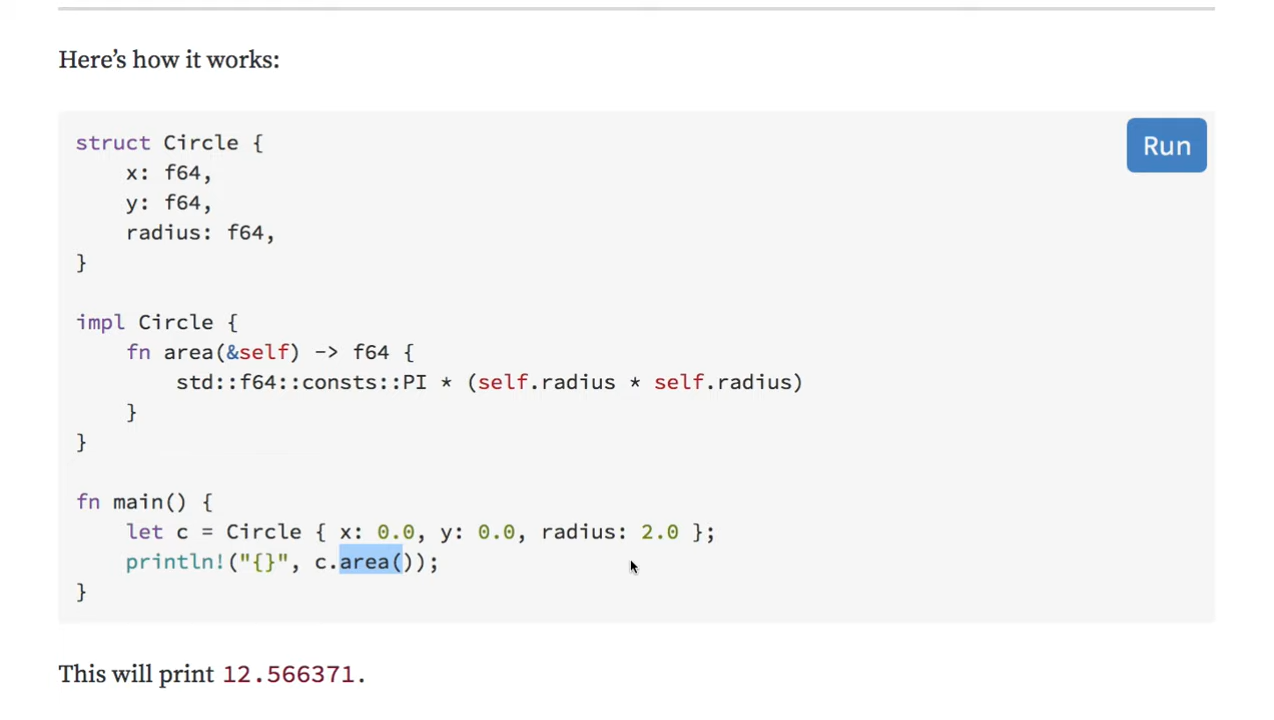 Here’s how it works:
Run
struct Circle {
    x: f64,
    y: f64,
    radius: f64,
}
impl Circle {
    fn area(&self) -> f64 {
        std::f64::consts::PI * (self.radius * self.radius)
    }
}
fn main() {
    let c = Circle { x: 0.0, y: 0.0, radius: 2.0 };
    println!("{}", c.area());
}
This will print 12.566371.